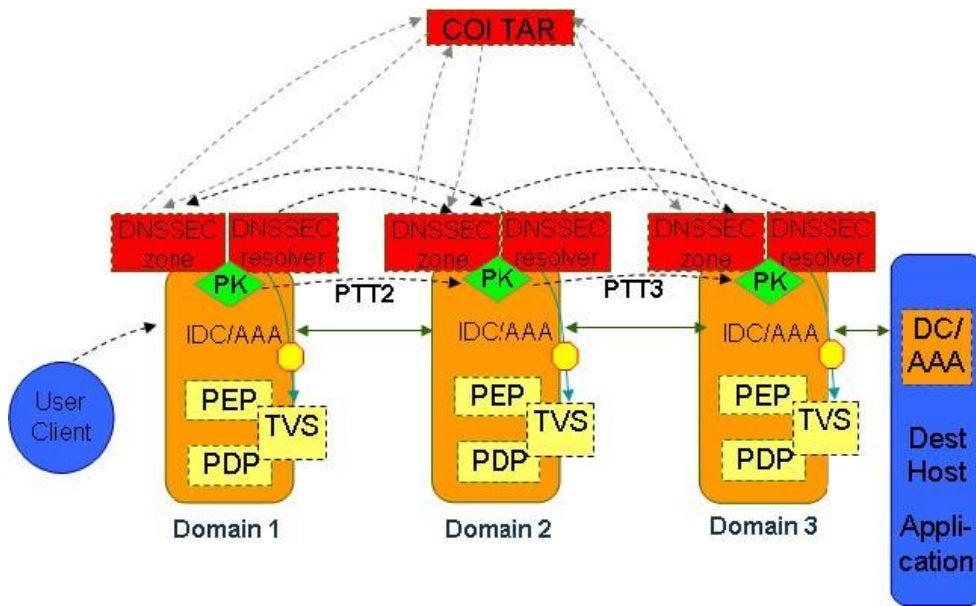 COI TAR
DNSSEC
zone
DNSSEC
resolver
DNSSEC
zone
DNSSEC
resolver
DNSSEC
zone
DNSSEC
resolver
PK
PTT2
PK
PTT3
PK
IDC/AAA
IDC/AAA
IDC/AAA
DC/
AAA
User
Client
PEP
TVS
PDP
PEP
TVS
PDP
PEP
TVS
PDP
Dest
Host
Appli-
cation
Domain 1
Domain 2
Domain 3